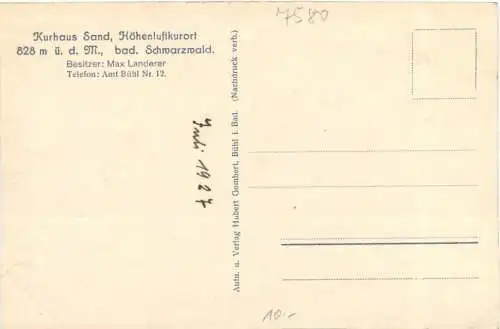 Kurhaus Sand, Höhenluftkurort
828 m ü. d. M., bad. Schwarzwald.
Besitzer: Max Landerer
Telefon: Amt Bühl Nr. 12.
7580
Juli 1927
Autn. u. Verlag Hubert Gombert, Bühl i. Bad. (Nachdruck verb.)
10.-